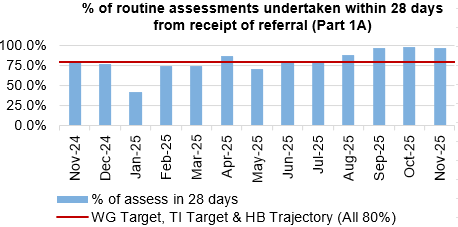 % of routine assessments undertaken within 28 days
from receipt of referral (Part 1A)
100.0%
75.0%
50.0%
25.0%
0.0%
Nov-24
Dec-24
Jan-25
Feb-25
Mar-25
Apr-25
May-25
Jun-25
Jul-25
Aug-25
Sep-25
Oct-25
Nov-25
% of assess in 28 days
WG Target, TI Target & HB Trajectory (All 80%)